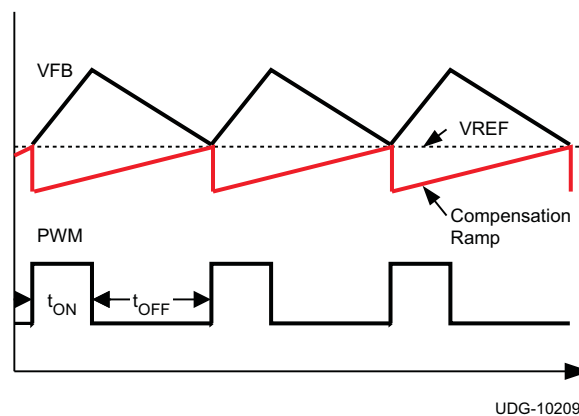 VFB
VREF
Compensation
Ramp
PWM
tON
tOFF
UDG-10209